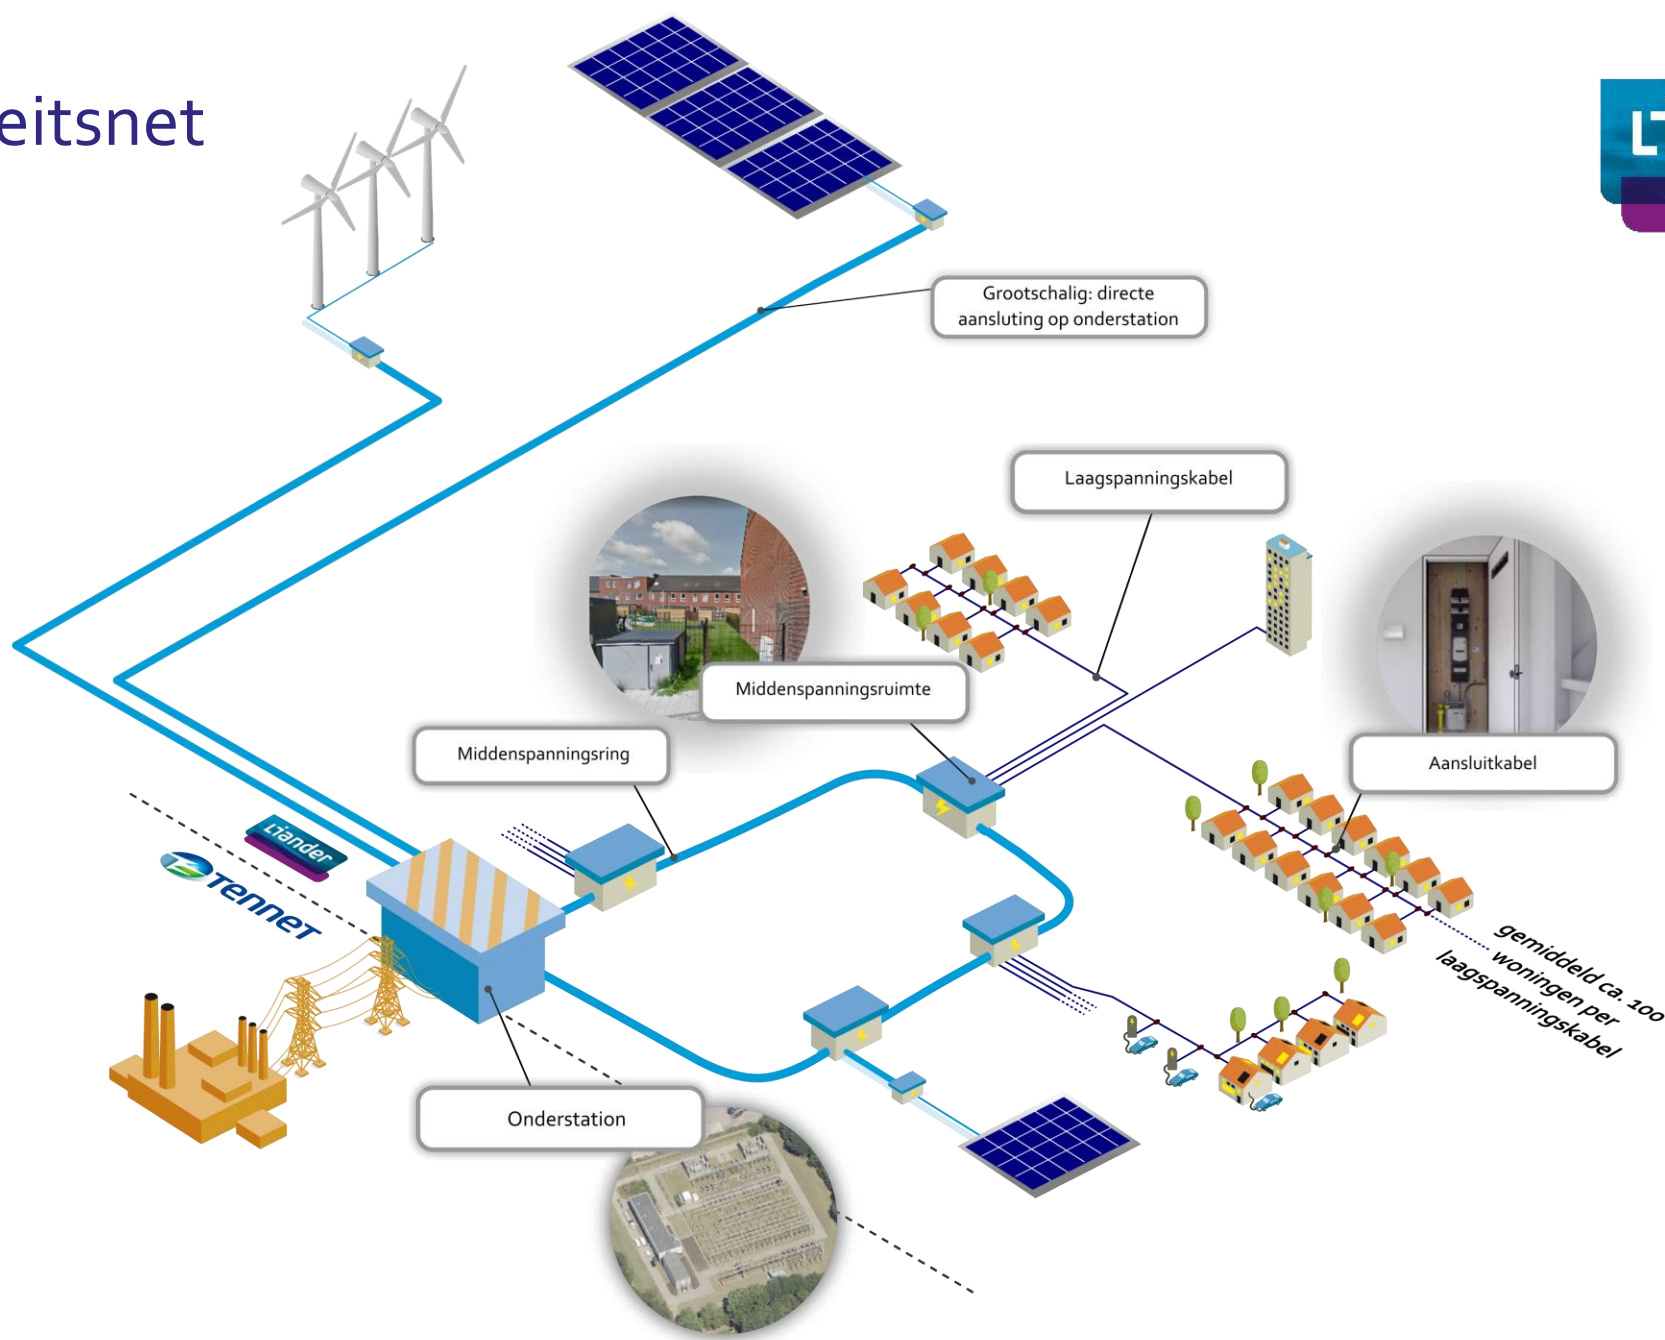 eitsnet
Grootschalig: directe
aansluting op onderstation
Laagspanningskabel
Middenspanningsruimte
Middenspanningsring
Aansluitkabel
Liander
TenneT
gemiddeld ca. 100
woningen per
laagspanningskabel
Onderstation